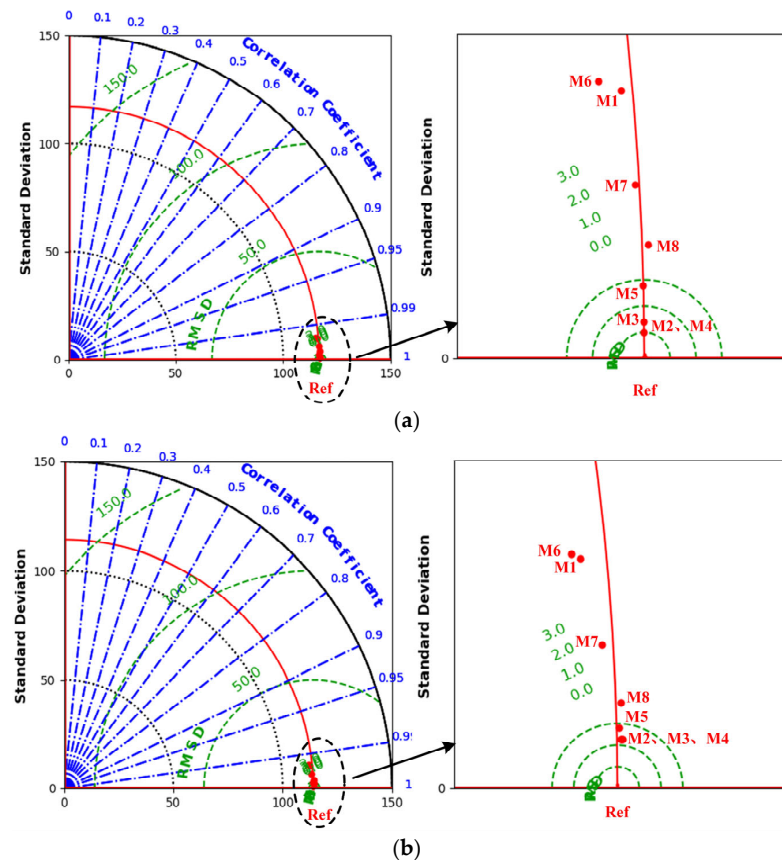 150
100
50
0
Standard Deviation
0
0.1
0.2
0.3
0.4
0.5
0.6
0.7
0.8
0.9
0.95
0.99
1
Correlation Coefficient
150.0
100.0
50.0
RMSD
0
50
100
150
Ref
Standard Deviation
M6
M1
M7
M8
M5
M3
M2、M4
3.0
2.0
1.0
0.0
Ref
(a)
150
100
50
0
Standard Deviation
0
0.1
0.2
0.3
0.4
0.5
0.6
0.7
0.8
0.9
0.95
0.9
1
Correlation Coefficient
150.0
100.0
50.0
RMSD
0
50
100
150
Ref
Standard Deviation
M6
M1
M7
M8
M5
M2、M3、M4
3.0
2.0
1.0
0.0
Ref
(b)